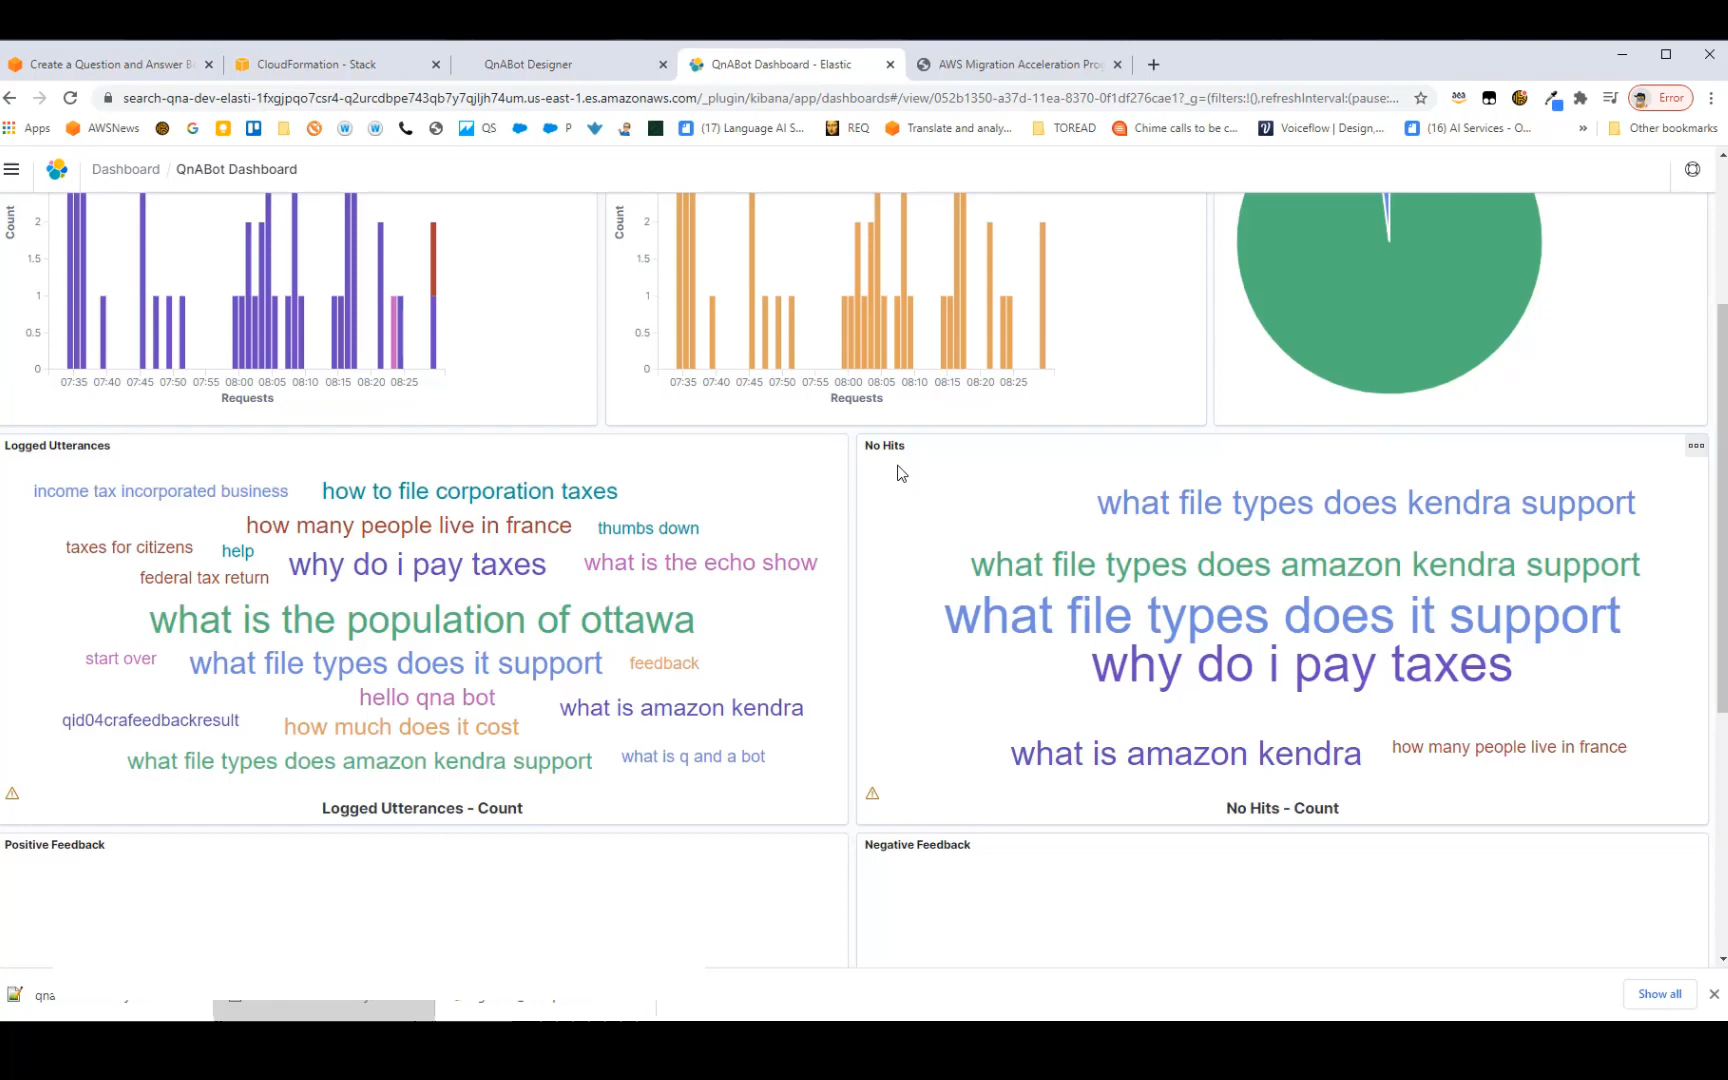 Create a Question and Answer B
CloudFormation - Stack
QnABot Designer
QnABot Dashboard - Elastic
AWS Migration Acceleration Pro
search-qna-dev-elasti-1fxgjpqo7csr4-q2urcdbpe743qb7y7qjljh74um.us-east-1.es.amazonaws.com/_plugin/kibana/app/dashboards#/view/052b1350-a37d-11ea-8370-0f1df276cae1?_g=(filters:!(),refreshInterval:(pause:...
Error
Apps
AWSNews
QS
P
(17) Language AI S...
REQ
Translate and analy...
TOREAD
Chime calls to be c...
Voiceflow | Design,...
(16) AI Services - O...
»
Other bookmarks
Dashboard
QnABot Dashboard
Count
2
1.5
1
0.5
0
07:35 07:40 07:45 07:50 07:55 08:00 08:05 08:10 08:15 08:20 08:25
Requests
Count
2
1.5
1
0.5
0
07:35 07:40 07:45 07:50 07:55 08:00 08:05 08:10 08:15 08:20 08:25
Requests
Logged Utterances
income tax incorporated business
how to file corporation taxes
how many people live in france
thumbs down
taxes for citizens
help
why do i pay taxes
what is the echo show
federal tax return
what is the population of ottawa
start over
what file types does it support
feedback
hello qna bot
what is amazon kendra
qid04crafeedbackresult
how much does it cost
what file types does amazon kendra support
what is q and a bot
Logged Utterances - Count
No Hits
what file types does kendra support
what file types does amazon kendra support
what file types does it support
why do i pay taxes
what is amazon kendra
how many people live in france
No Hits - Count
Positive Feedback
Negative Feedback
qna
Show all